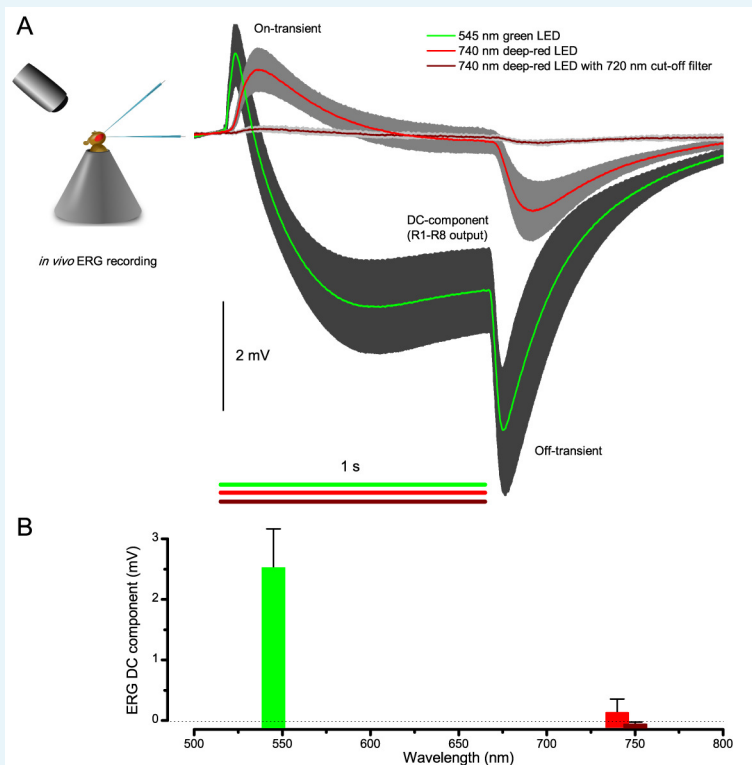 A
On-transient
545 nm green LED
740 nm deep-red LED
740 nm deep-red LED with 720 nm cut-off filter
in vivo ERG recording
DC-component
(R1-R8 output)
2 mV
Off-transient
1 s
B
ERG DC component (mV)
3
2
1
0
500 550 600 650 700 750 800
Wavelength (nm)